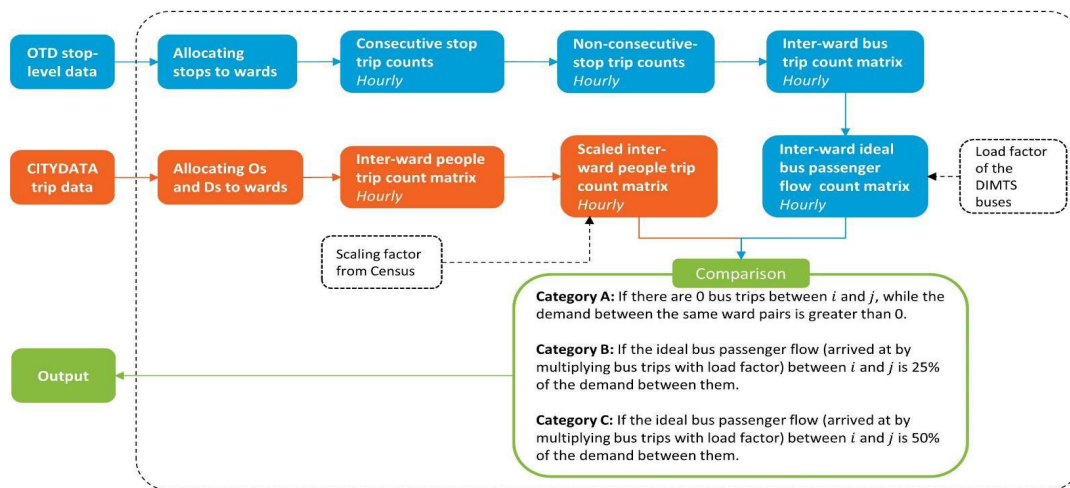 OTD stop-
level data
Allocating
stops to wards
Consecutive stop
trip counts
Hourly
Non-consecutive-
stop trip counts
Hourly
Inter-ward bus
trip count matrix
Hourly
CITYDATA
trip data
Allocating Os
and Ds to wards
Inter-ward people
trip count matrix
Hourly
Scaled inter-
ward people trip
count matrix
Hourly
Inter-ward ideal
bus passenger
flow count matrix
Hourly
Load factor
of the
DIMTS
buses
Scaling factor
from Census
Comparison
Category A: If there are 0 bus trips between i and j, while the
demand between the same ward pairs is greater than 0.
Category B: If the ideal bus passenger flow (arrived at by
multiplying bus trips with load factor) between i and j is 25%
of the demand between them.
Category C: If the ideal bus passenger flow (arrived at by
multiplying bus trips with load factor) between i and j is 50%
of the demand between them.
Output